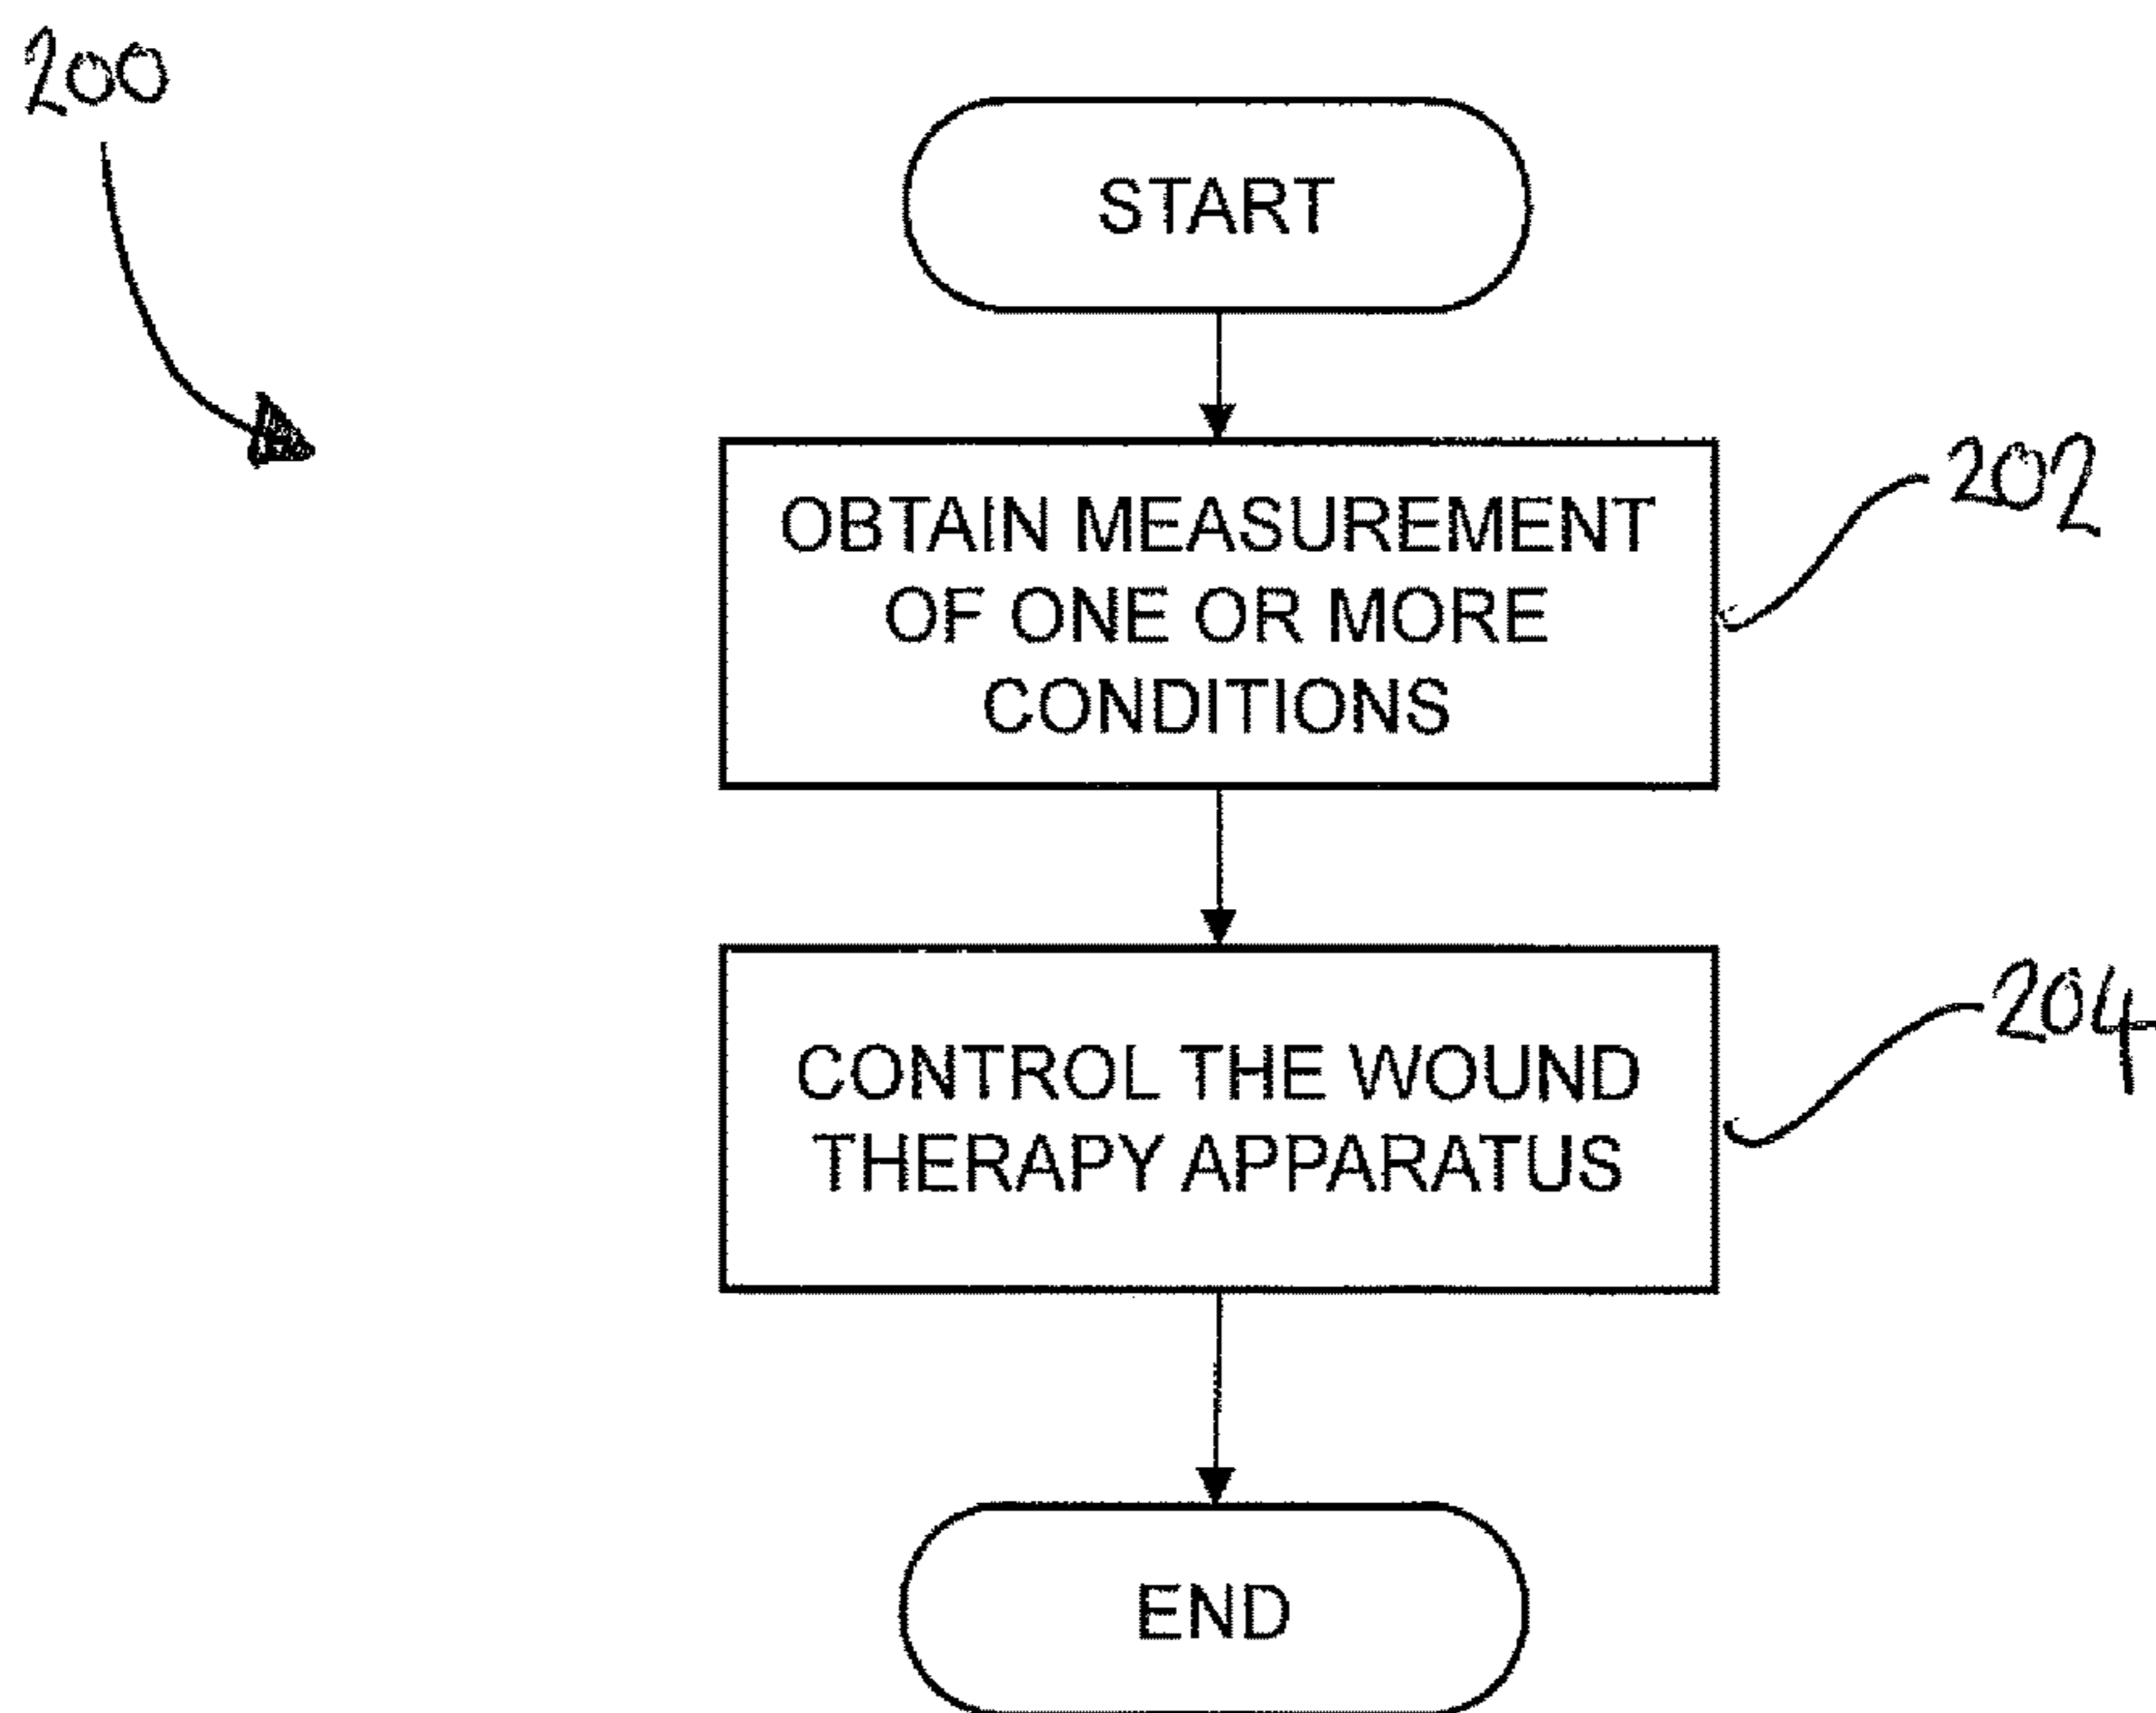 200
START
OBTAIN MEASUREMENT
OF ONE OR MORE
CONDITIONS
202
CONTROL THE WOUND
THERAPY APPARATUS
204
END